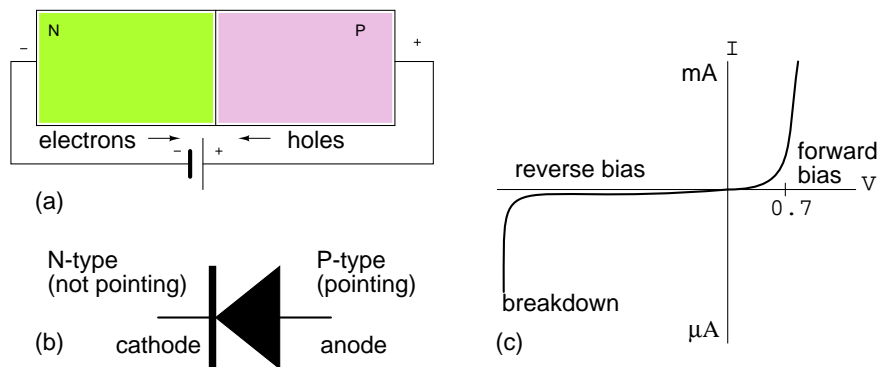 N
P
-
+
electrons
holes
-
+
(a)
N-type
(not pointing)
P-type
(pointing)
cathode
anode
(b)
I
mA
reverse bias
forward
bias
V
0.7
breakdown
μA
(c)